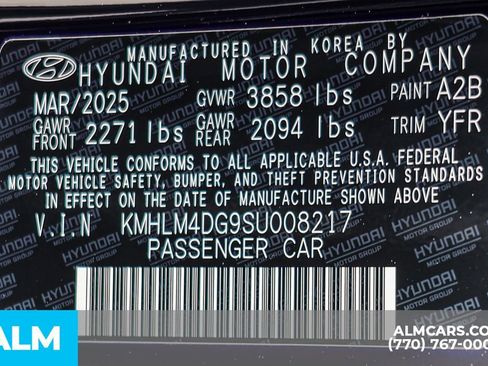 MANUFACTURED IN KOREA BY
HYUNDAI MOTOR COMPANY
MAR/2025 GVWR 3858 lbs PAINT A2B
GAWR FRONT 2271 lbs GAWR REAR 2094 lbs TRIM YFR
THIS VEHICLE CONFORMS TO ALL APPLICABLE U.S.A. FEDERAL
MOTOR VEHICLE SAFETY, BUMPER, AND THEFT PREVENTION STANDARDS
IN EFFECT ON THE DATE OF MANUFACTURE SHOWN ABOVE
V.I.N KMHLM4DG9SU008217
PASSENGER CAR
ALM
ALMCARS.CO
(770) 767-000